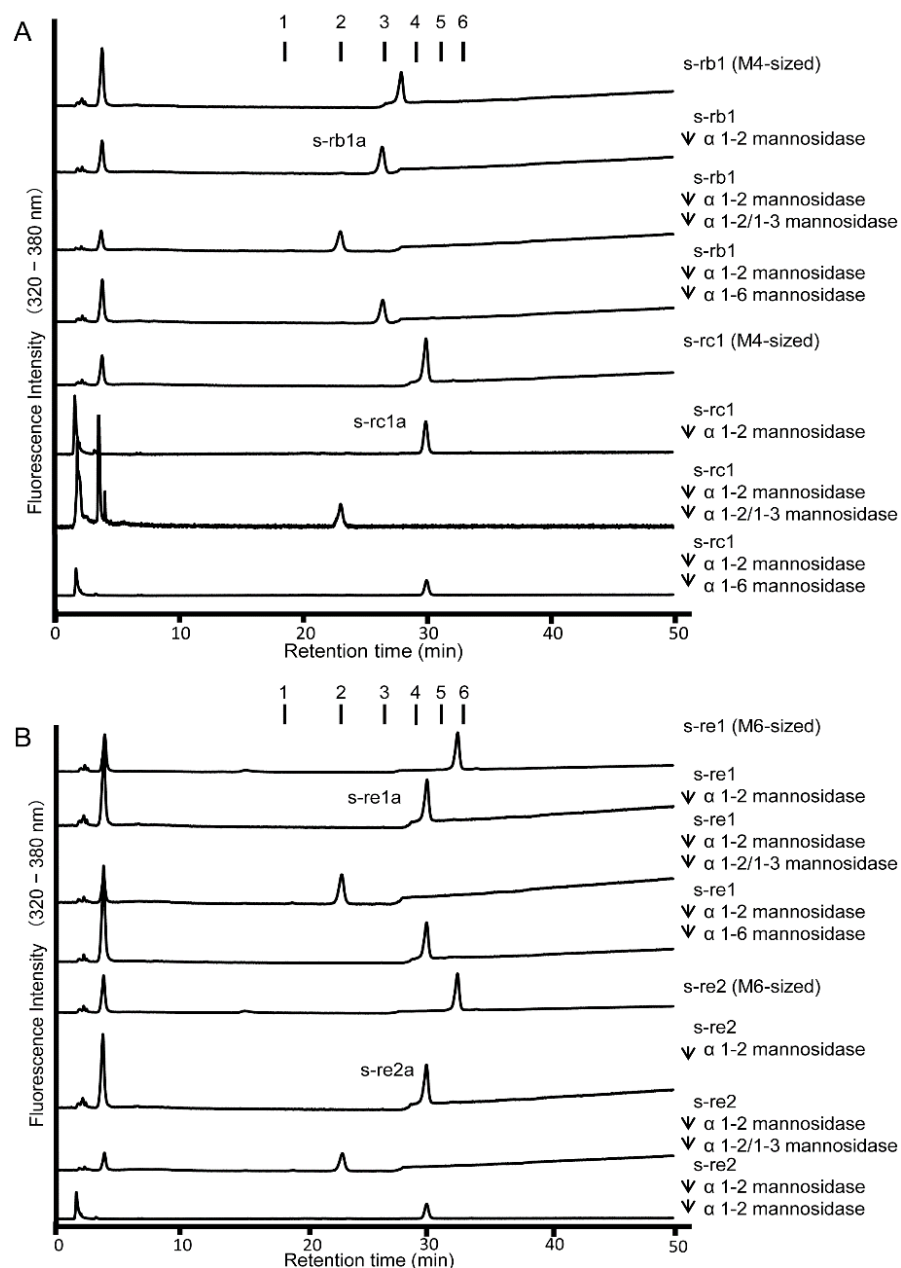 A
1 2 3 4 5 6
s-rb1 (M4-sized)
s-rb1
s-rb1a
↓ α 1-2 mannosidase
s-rb1
↓ α 1-2 mannosidase
↓ α 1-2/1-3 mannosidase
s-rb1
↓ α 1-2 mannosidase
↓ α 1-6 mannosidase
s-rc1 (M4-sized)
s-rc1
s-rc1a
↓ α 1-2 mannosidase
s-rc1
↓ α 1-2 mannosidase
↓ α 1-2/1-3 mannosidase
s-rc1
↓ α 1-2 mannosidase
↓ α 1-6 mannosidase
Fluorescence Intensity (320 – 380 nm)
0 10 20 30 40 50
Retention time (min)
B
1 2 3 4 5 6
s-re1 (M6-sized)
s-re1
s-re1a
↓ α 1-2 mannosidase
s-re1
↓ α 1-2 mannosidase
↓ α 1-2/1-3 mannosidase
s-re1
↓ α 1-2 mannosidase
↓ α 1-6 mannosidase
s-re2 (M6-sized)
s-re2
↓ α 1-2 mannosidase
s-re2a
s-re2
↓ α 1-2 mannosidase
↓ α 1-2/1-3 mannosidase
s-re2
↓ α 1-2 mannosidase
↓ α 1-2 mannosidase
Fluorescence Intensity (320 – 380 nm)
0 10 20 30 40 50
Retention time (min)